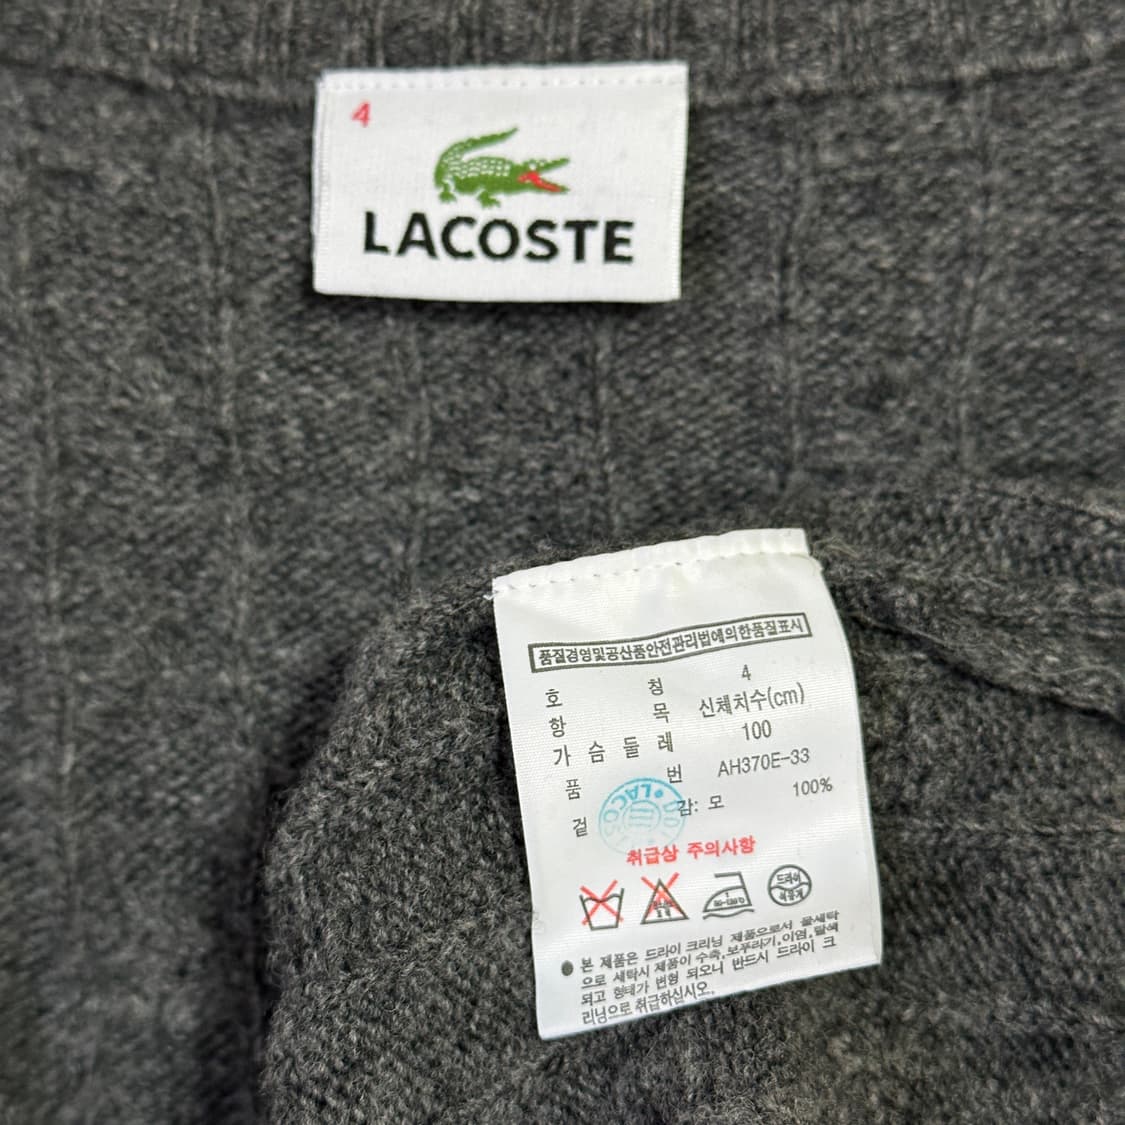 4
LACOSTE
품질경영및공산품안전관리법에의한품질표시
호 칭 4
항 목 신체치수(cm)
가 슴 둘 레 100
품 번 AH370E-33
겉 감: 모 100%
LACOS
취급상 주의사항
드라이
● 본 제품은 드라이 크리닝 제품으로서 물세탁
으로 세탁시 제품이 수축,보푸라기,이염,탈색
되고 형태가 변형 되오니 반드시 드라이 크
리닝으로 취급하십시오.